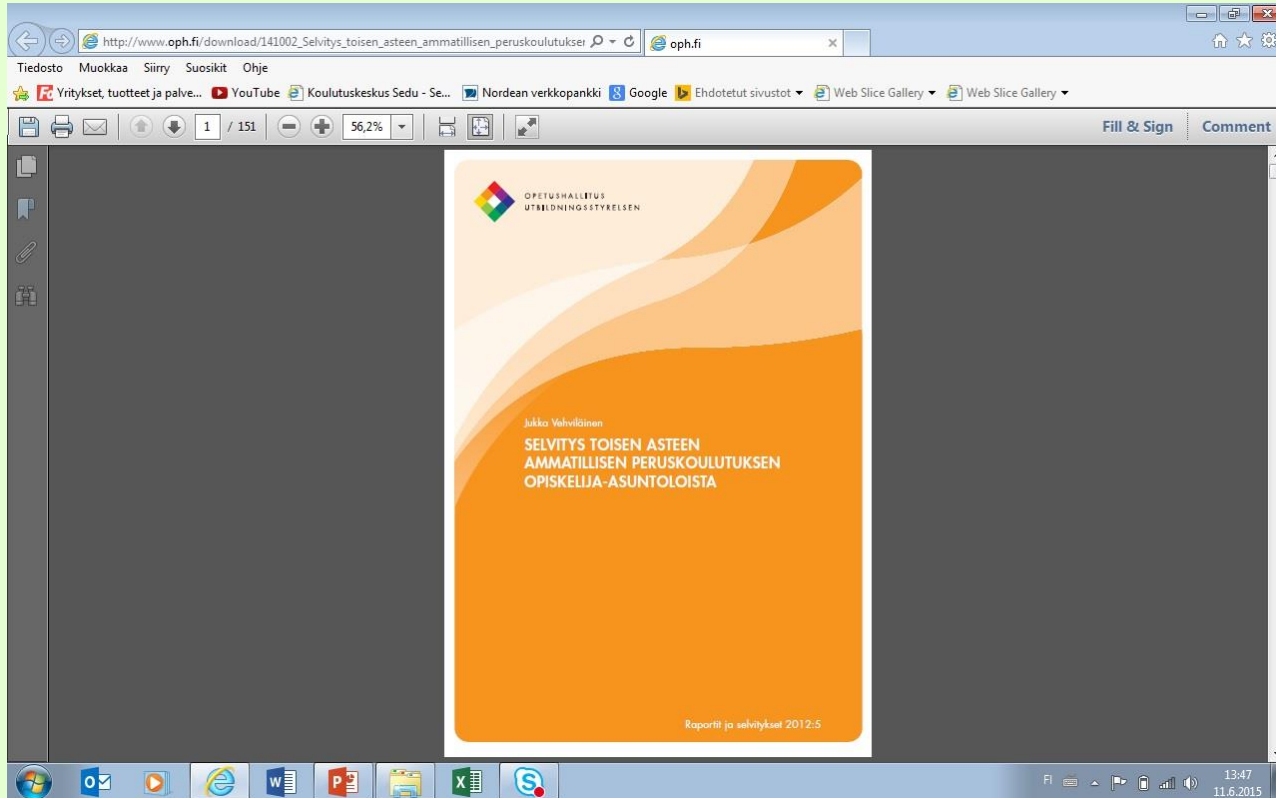 http://www.oph.fi/download/141002_Selvitys_toisen_asteen_ammatillisen_peruskoulutukser
oph.fi
Tiedosto Muokkaa Siirry Suosikit Ohje
Yritykset, tuotteet ja palve... YouTube Koulutuskeskus Sedu - Se... Nordean verkkopankki Google Ehdotetut sivustot Web Slice Gallery Web Slice Gallery
1 / 151 56,2% Fill & Sign Comment
OPETUSHALLITUS
UTBILDNINGSSTYRELSEN
Jukka Vehviläinen
SELVITYS TOISEN ASTEEN
AMMATILLISEN PERUSKOULUTUKSEN
OPISKELIJA-ASUNTOLOISTA
Raportit ja selvitykset 2012:5
FI 13:47
11.6.2015